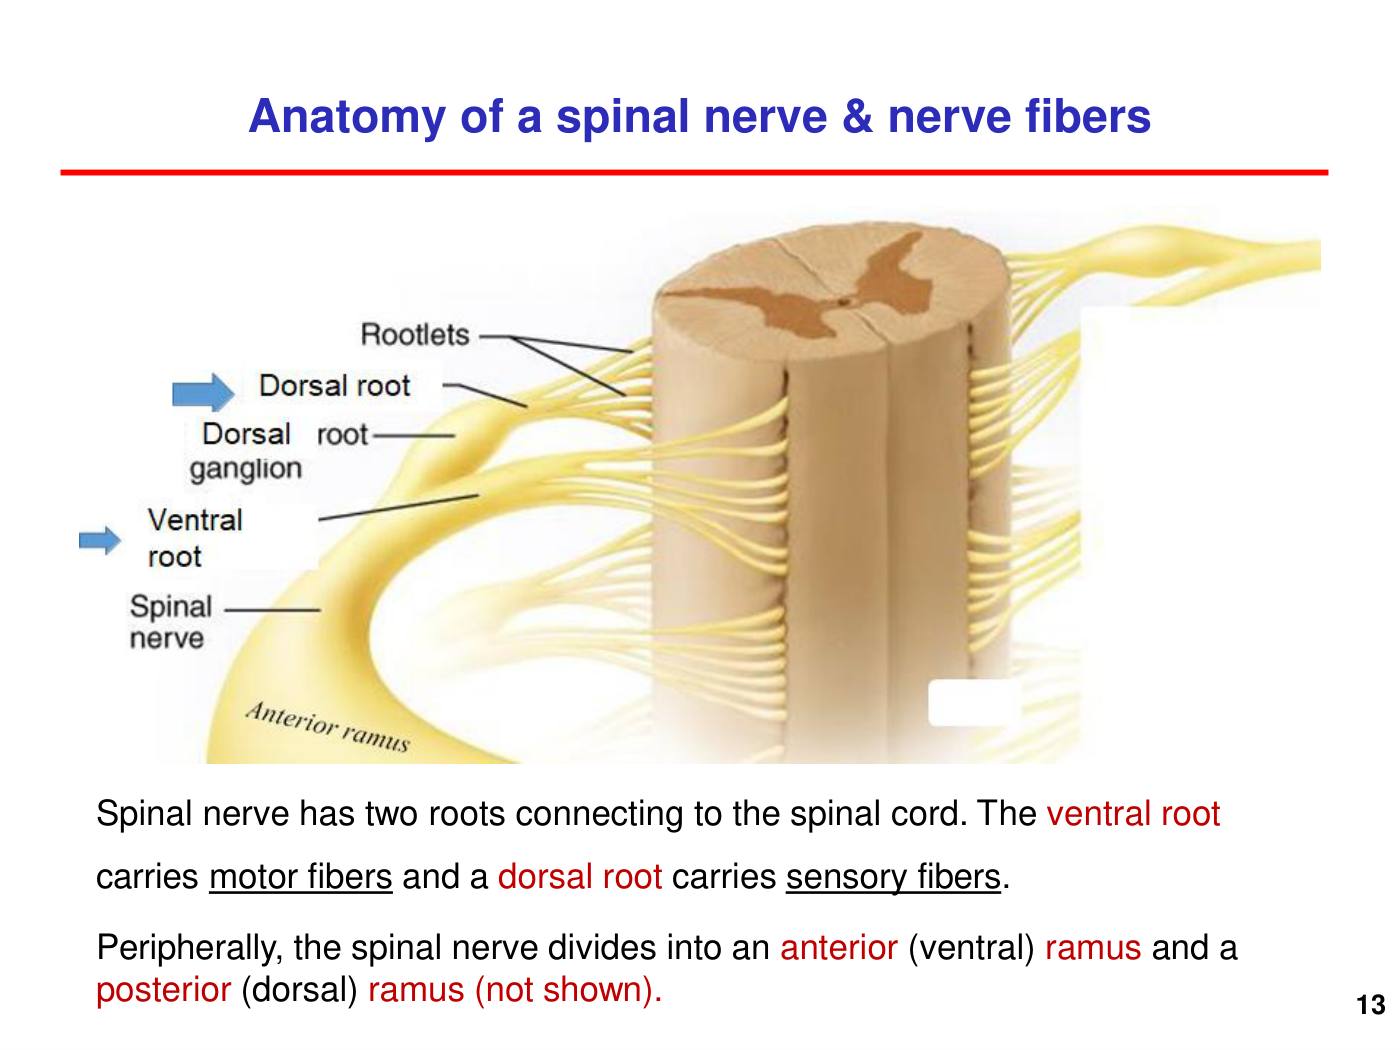 Anatomy of a spinal nerve & nerve fibers
Rootlets
Dorsal root
Dorsal root
ganglion
Ventral
root
Spinal
nerve
Anterior ramus
Spinal nerve has two roots connecting to the spinal cord. The ventral root
carries motor fibers and a dorsal root carries sensory fibers.
Peripherally, the spinal nerve divides into an anterior (ventral) ramus and a
posterior (dorsal) ramus (not shown).
13